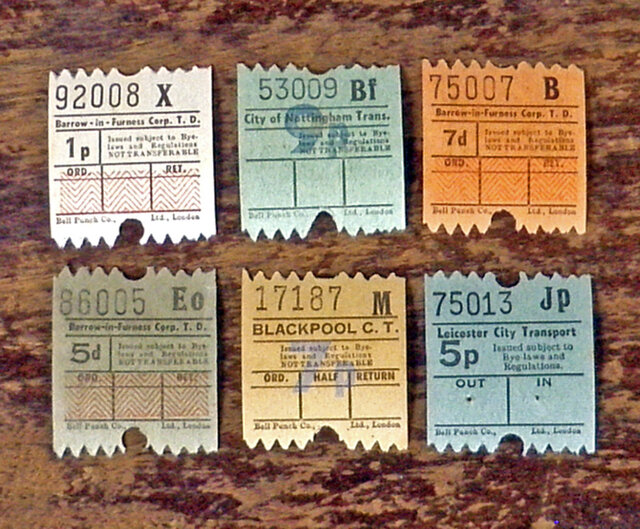 92008 X
Barrow-in-Furness Corp. T. D.
1p
Issued subject to Bye-
laws and Regulations
NOT TRANSFERABLE
ORD. RET.
Bell Punch Co., Ltd., London
53009 Bf
City of Nottingham Trans.
Issued subject to Bye-
laws and Regulations
NOT TRANSFERABLE
Bell Punch Co., Ltd., London
75007 B
Barrow-in-Furness Corp. T. D.
7d
Issued subject to Bye-
laws and Regulations
NOT TRANSFERABLE
ORD. RET.
Bell Punch Co., Ltd., London
86005 Eo
Barrow-in-Furness Corp. T. D.
5d
Issued subject to Bye-
laws and Regulations
NOT TRANSFERABLE
ORD. RET.
Bell Punch Co., Ltd., London
17187 M
BLACKPOOL C. T.
Issued subject to Bye-
laws and Regulations
NOT TRANSFERABLE
ORD. HALF RETURN
Bell Punch Co., Ltd., London
75013 Jp
Leicester City Transport
5p
Issued subject to
Bye-laws and
Regulations.
OUT IN
Bell Punch Co., Ltd., London